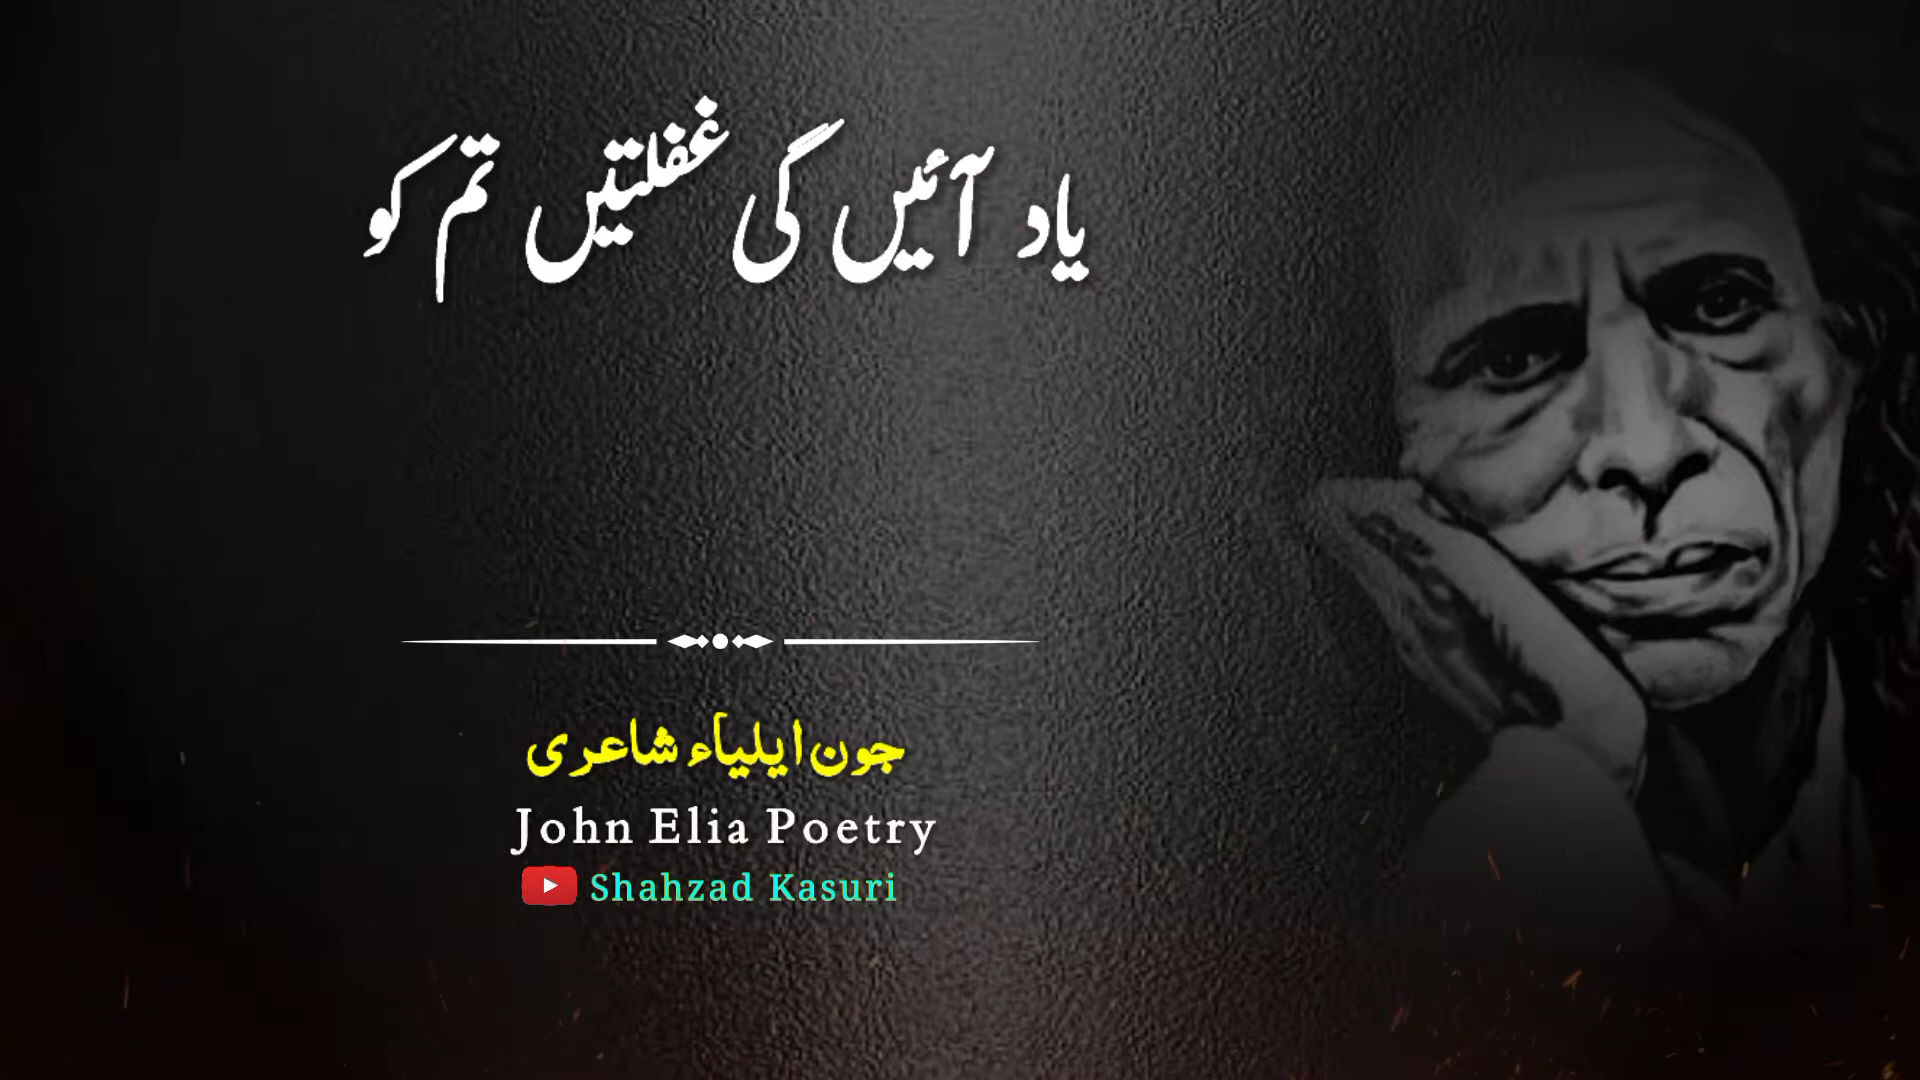 یاد آئیں گی غفلتیں تم کو
جون ایلیاء شاعری
John Elia Poetry
Shahzad Kasuri